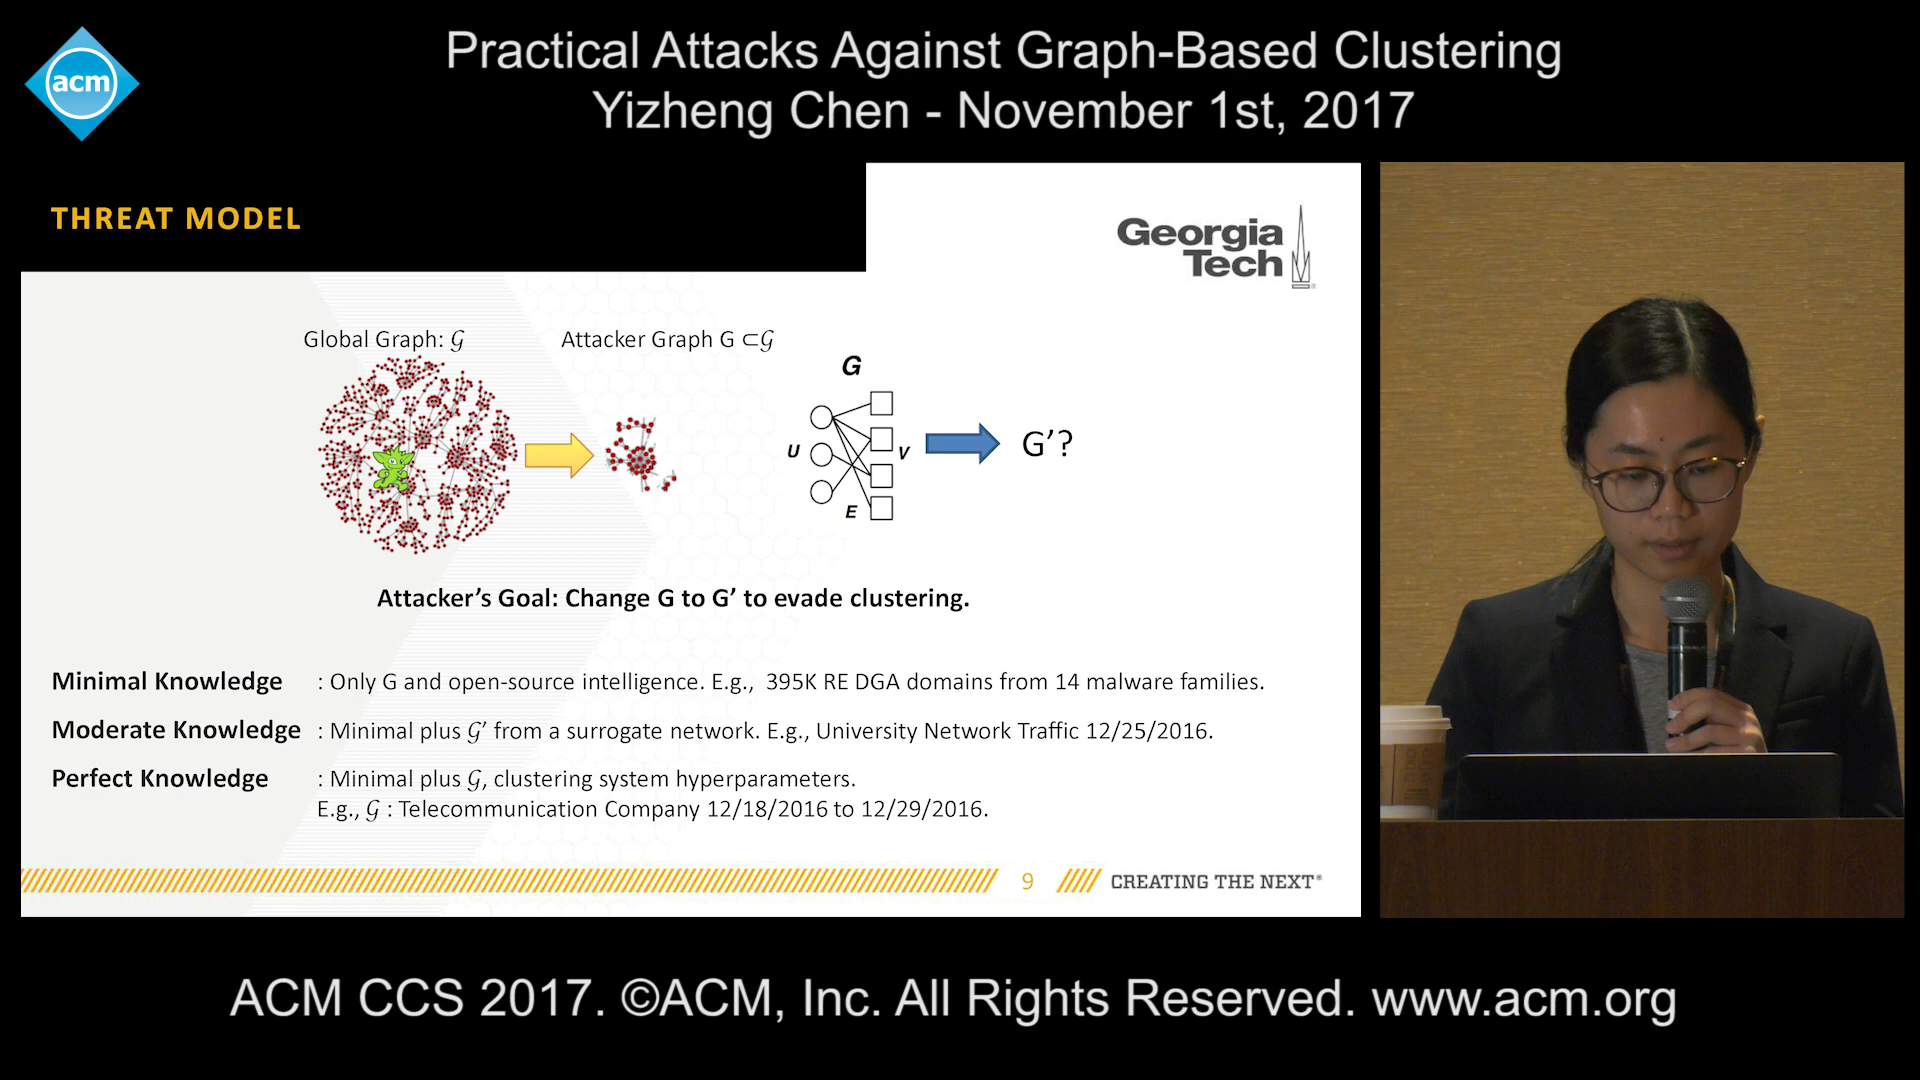 acm
Practical Attacks Against Graph-Based Clustering
Yizheng Chen - November 1st, 2017
THREAT MODEL
Georgia
Tech
Global Graph: 𝒢
Attacker Graph G ⊂𝒢
G
U
V
E
G’?
Attacker’s Goal: Change G to G’ to evade clustering.
Minimal Knowledge : Only G and open-source intelligence. E.g., 395K RE DGA domains from 14 malware families.
Moderate Knowledge : Minimal plus 𝒢’ from a surrogate network. E.g., University Network Traffic 12/25/2016.
Perfect Knowledge : Minimal plus 𝒢, clustering system hyperparameters.
E.g., 𝒢 : Telecommunication Company 12/18/2016 to 12/29/2016.
9
CREATING THE NEXT®
ACM CCS 2017. ©ACM, Inc. All Rights Reserved. www.acm.org